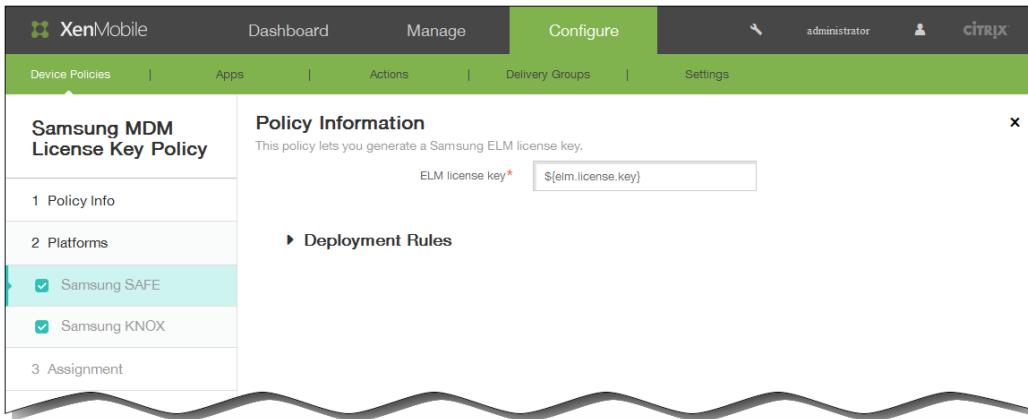 XenMobile Dashboard Manage Configure administrator CITRIX
Device Policies | Apps | Actions | Delivery Groups | Settings
Samsung MDM
License Key Policy
1 Policy Info
2 Platforms
Samsung SAFE
Samsung KNOX
3 Assignment
Policy Information
This policy lets you generate a Samsung ELM license key.
ELM license key* ${elm.license.key}
Deployment Rules